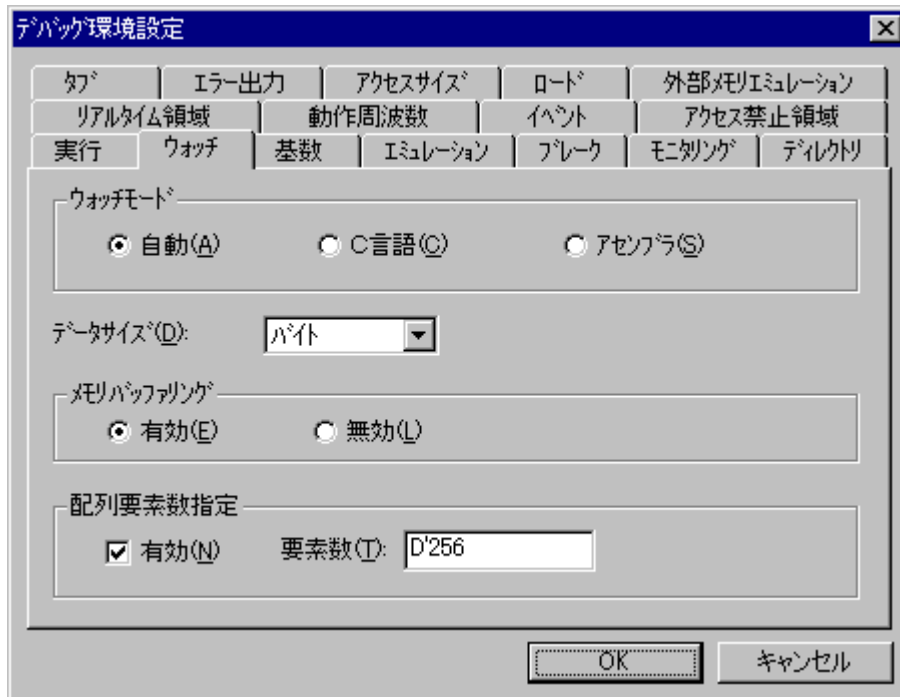 ﾃﾞﾊﾞｯｸﾞ環境設定
ﾀﾌﾞ エラー出力 ｱｸｾｽｻｲｽﾞ ﾛｰﾄﾞ 外部ﾒﾓﾘｴﾐｭﾚｰｼｮﾝ
ﾘｱﾙﾀｲﾑ領域 動作周波数 ｲﾍﾞﾝﾄ ｱｸｾｽ禁止領域
実行 ｳｫｯﾁ 基数 ｴﾐｭﾚｰｼｮﾝ ﾌﾞﾚｰｸ ﾓﾆﾀﾘﾝｸﾞ ﾃﾞｨﾚｸﾄﾘ
ｳｫｯﾁﾓｰﾄﾞ
自動(A) C言語(C) ｱｾﾝﾌﾞﾗ(S)
ﾃﾞｰﾀｻｲｽﾞ(D): ﾊﾞｲﾄ
ﾒﾓﾘﾊﾞｯﾌｧﾘﾝｸﾞ
有効(E) 無効(L)
配列要素数指定
有効(N) 要素数(T): D'256
OK キャンセル